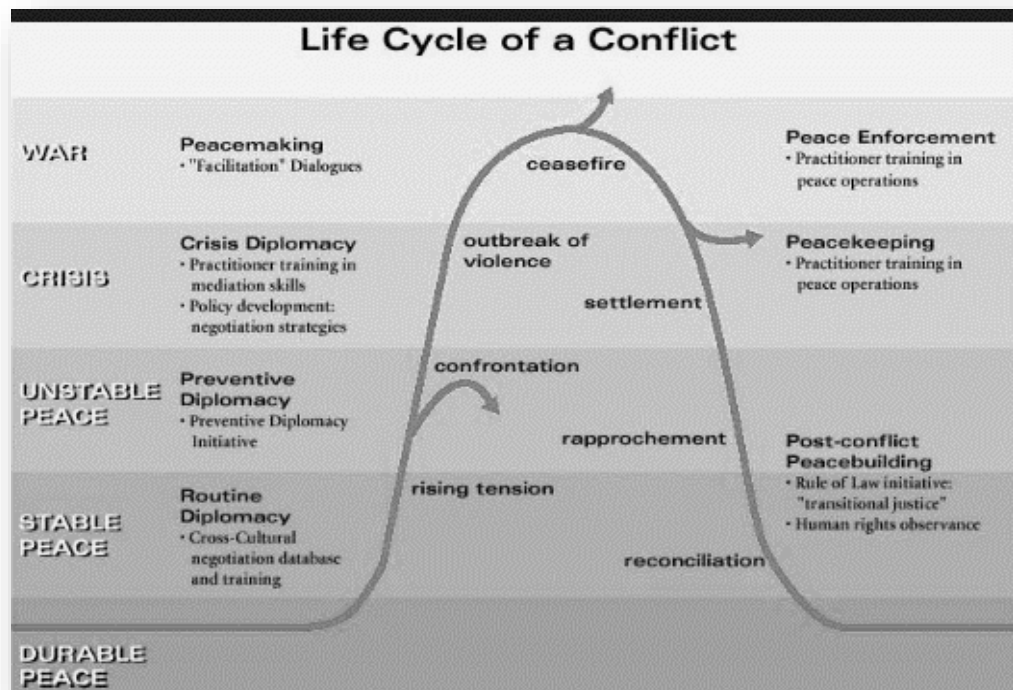 Life Cycle of a Conflict
WAR
Peacemaking
• "Facilitation" Dialogues
ceasefire
Peace Enforcement
• Practitioner training in
peace operations
CRISIS
Crisis Diplomacy
• Practitioner training in
mediation skills
• Policy development:
negotiation strategies
outbreak of
violence
settlement
Peacekeeping
• Practitioner training in
peace operations
UNSTABLE
PEACE
Preventive
Diplomacy
• Preventive Diplomacy
Initiative
confrontation
rapprochement
Post-conflict
Peacebuilding
• Rule of Law initiative:
"transitional justice"
• Human rights observance
STABLE
PEACE
Routine
Diplomacy
• Cross-Cultural
negotiation database
and training
rising tension
reconciliation
DURABLE
PEACE